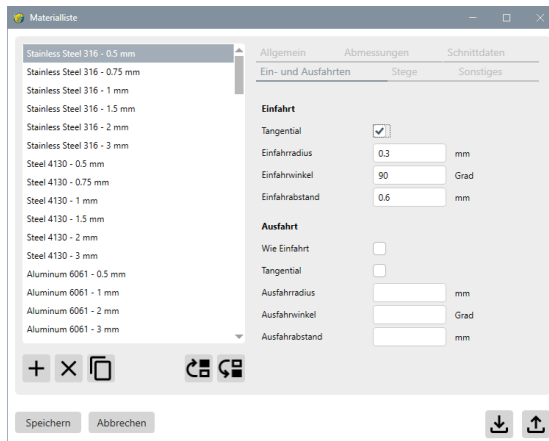 Materialliste
Stainless Steel 316 - 0.5 mm
Stainless Steel 316 - 0.75 mm
Stainless Steel 316 - 1 mm
Stainless Steel 316 - 1.5 mm
Stainless Steel 316 - 2 mm
Stainless Steel 316 - 3 mm
Steel 4130 - 0.5 mm
Steel 4130 - 0.75 mm
Steel 4130 - 1 mm
Steel 4130 - 1.5 mm
Steel 4130 - 2 mm
Steel 4130 - 3 mm
Aluminum 6061 - 0.5 mm
Aluminum 6061 - 1 mm
Aluminum 6061 - 2 mm
Aluminum 6061 - 3 mm
Allgemein Abmessungen Schnittdaten
Ein- und Ausfahrten Stege Sonstiges
Einfahrt
Tangential
Einfahrradius 0.3 mm
Einfahrwinkel 90 Grad
Einfahrabstand 0.6 mm
Ausfahrt
Wie Einfahrt
Tangential
Ausfahrradius mm
Ausfahrwinkel Grad
Ausfahrabstand mm
Speichern Abbrechen